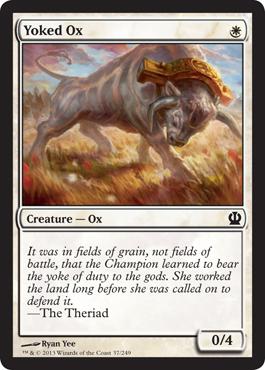 Yoked Ox
Creature — Ox
It was in fields of grain, not fields of
battle, that the Champion learned to bear
the yoke of duty to the gods. She worked
the land long before she was called on to
defend it.
—The Theriad
0/4
Ryan Yee
™ & © 2013 Wizards of the Coast 37/249